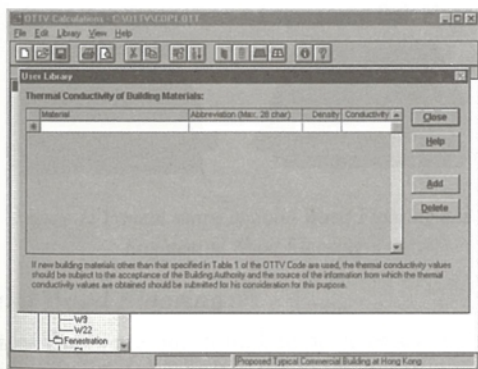 OTTV Calculations - C:\OTTV\COP1.OTT
File Edit Library View Help
User Library
Thermal Conductivity of Building Materials:
Material Abbreviation (Max. 28 char) Density Conductivity
Close
Help
Add
Delete
If new building materials other than that specified in Table 1 of the OTTV Code are used, the thermal conductivity values
should be subject to the acceptance of the Building Authority and the source of the information from which the thermal
conductivity values are obtained should be submitted for his consideration for this purpose.
W9
W22
Fenestration
Proposed Typical Commercial Building at Hong Kong